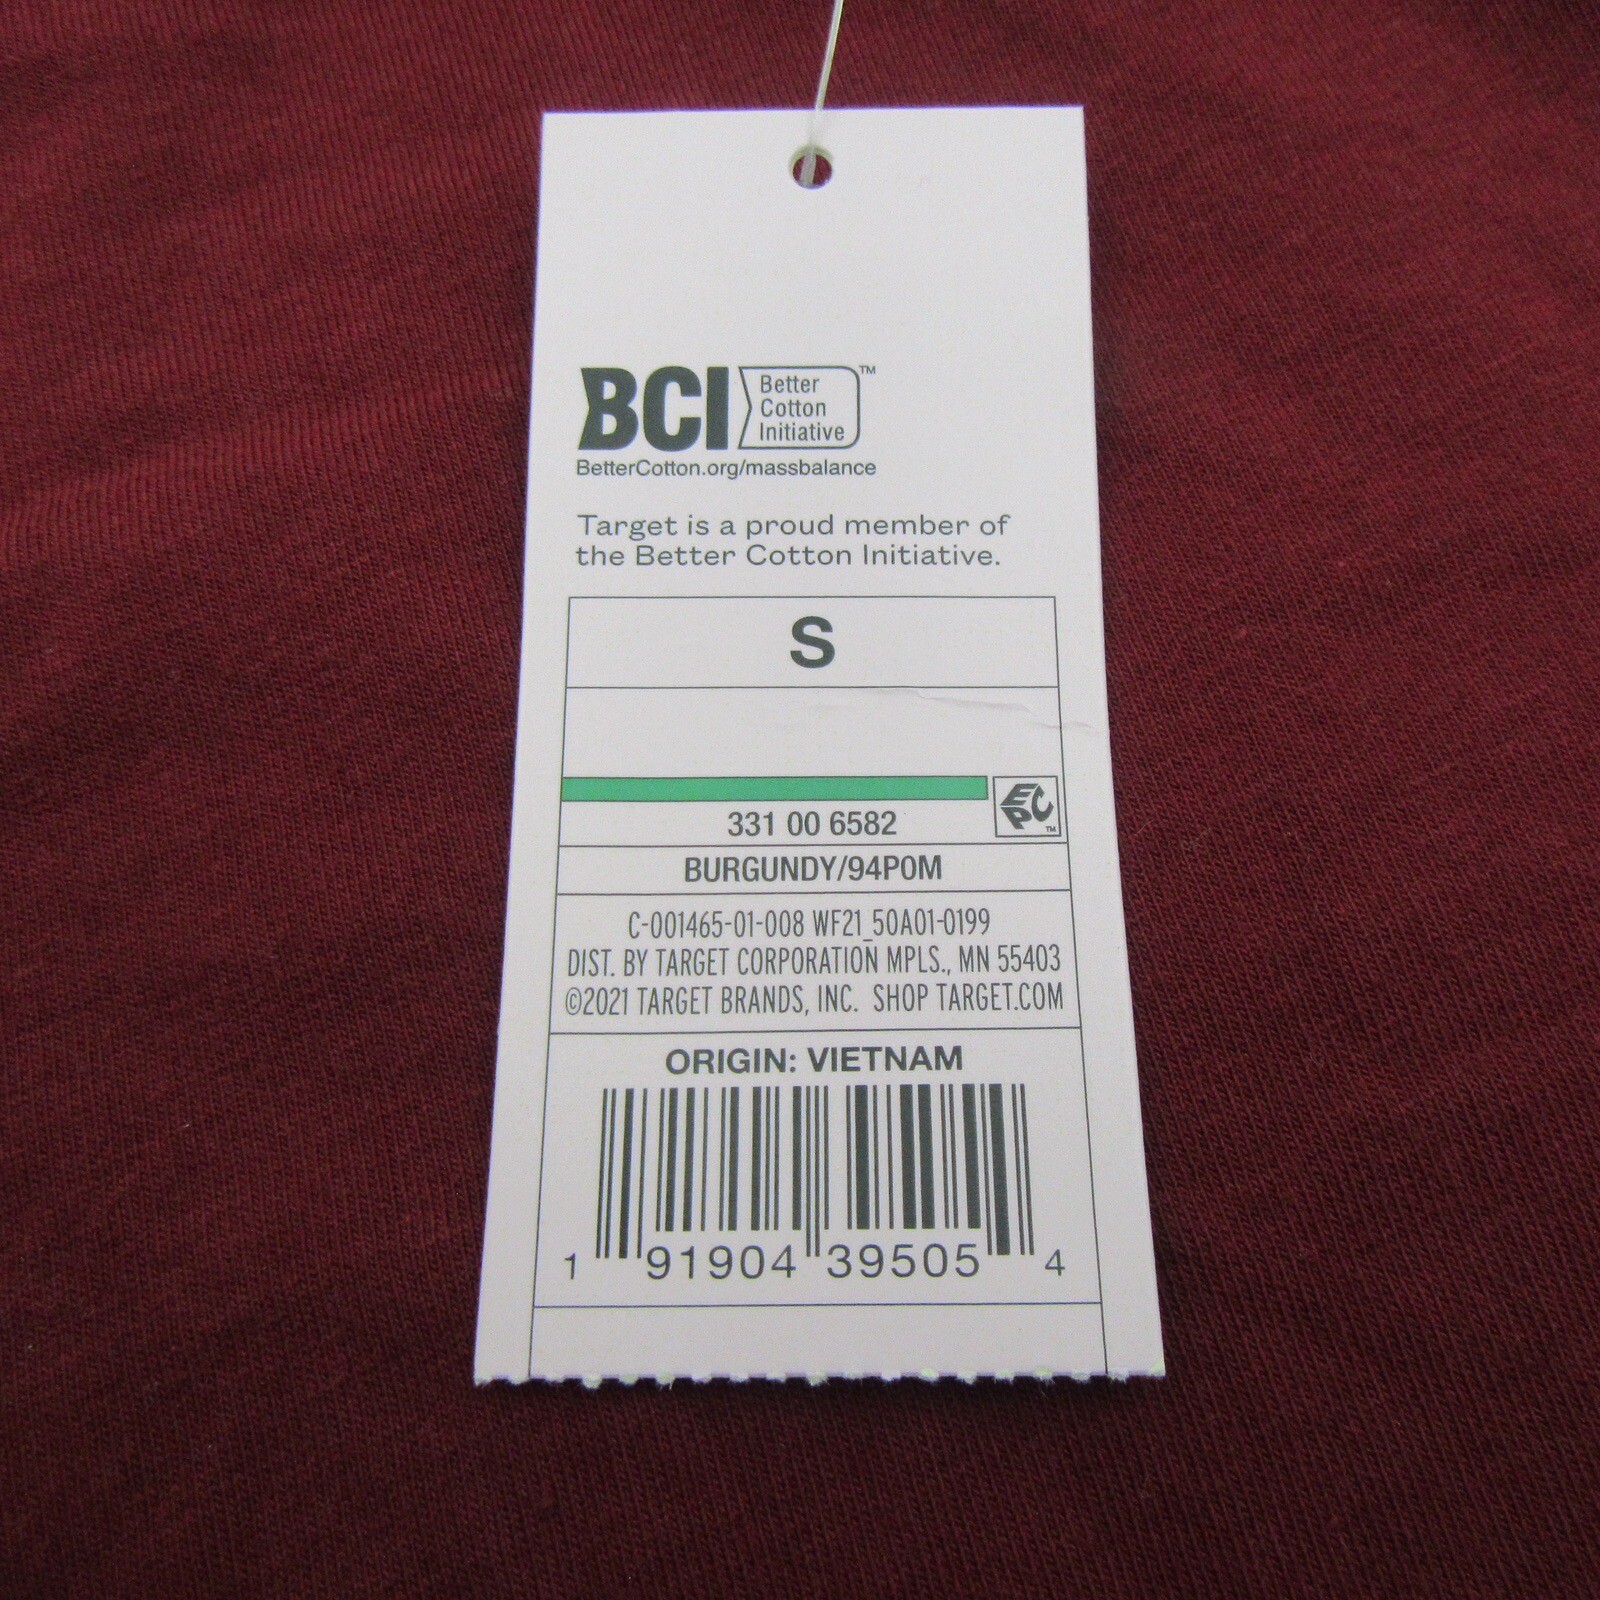 BCI Better Cotton Initiative™
BetterCotton.org/massbalance
Target is a proud member of
the Better Cotton Initiative.
S
EPC™
331 00 6582
BURGUNDY/94P0M
C-001465-01-008 WF21_50A01-0199
DIST. BY TARGET CORPORATION MPLS., MN 55403
©2021 TARGET BRANDS, INC. SHOP TARGET.COM
ORIGIN: VIETNAM
1 91904 39505 4